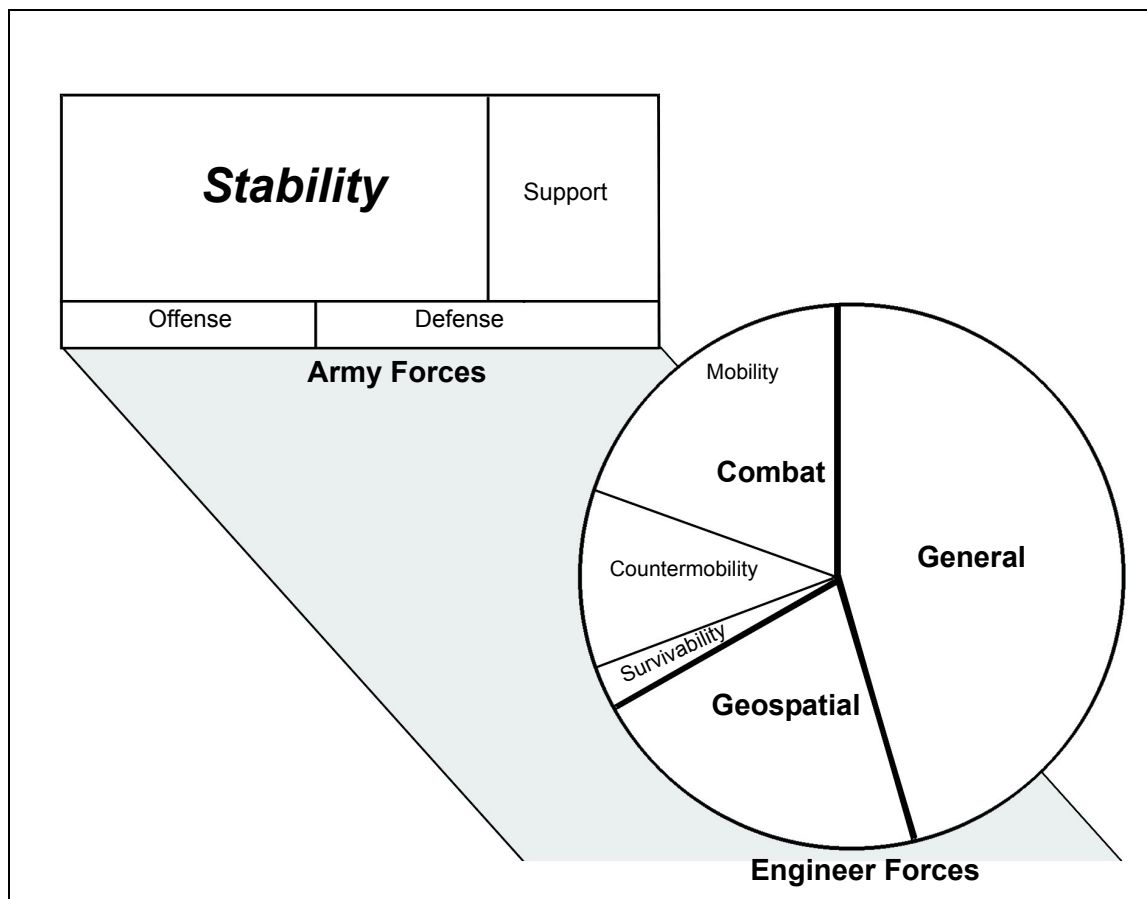 Stability
Support
Offense
Defense
Army Forces
Mobility
Combat
General
Countermobility
Survivability
Geospatial
Engineer Forces